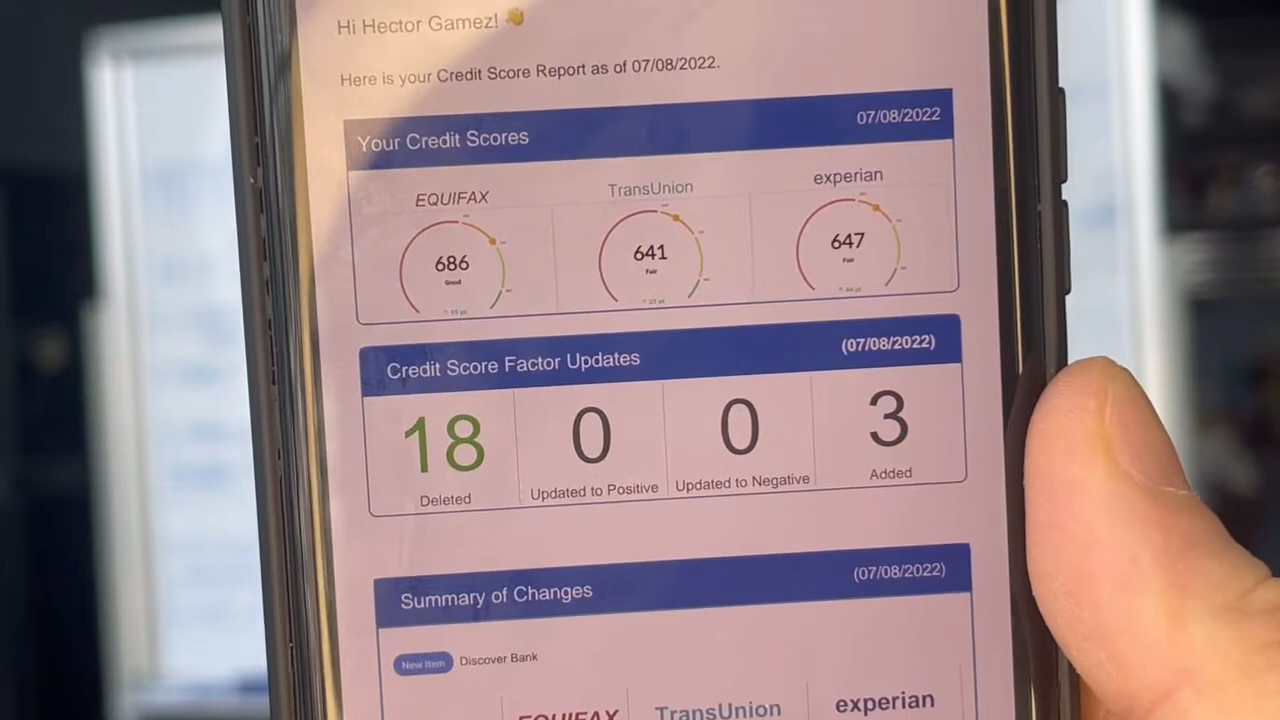 Hi Hector Gamez! 👋
Here is your Credit Score Report as of 07/08/2022.
Your Credit Scores 07/08/2022
EQUIFAX TransUnion experian
686 641 647
Good Fair Fair
Credit Score Factor Updates (07/08/2022)
18 0 0 3
Deleted Updated to Positive Updated to Negative Added
Summary of Changes (07/08/2022)
New Item Discover Bank
EQUIFAX TransUnion experian